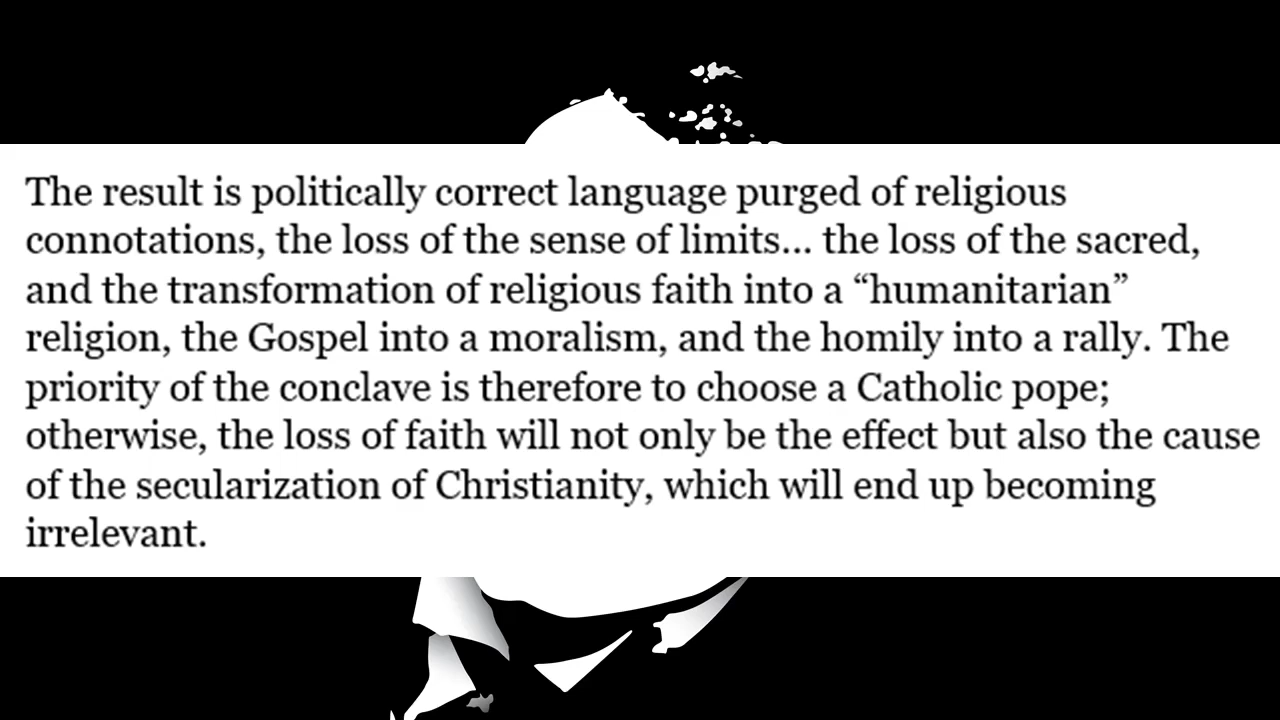 The result is politically correct language purged of religious
connotations, the loss of the sense of limits... the loss of the sacred,
and the transformation of religious faith into a “humanitarian”
religion, the Gospel into a moralism, and the homily into a rally. The
priority of the conclave is therefore to choose a Catholic pope;
otherwise, the loss of faith will not only be the effect but also the cause
of the secularization of Christianity, which will end up becoming
irrelevant.